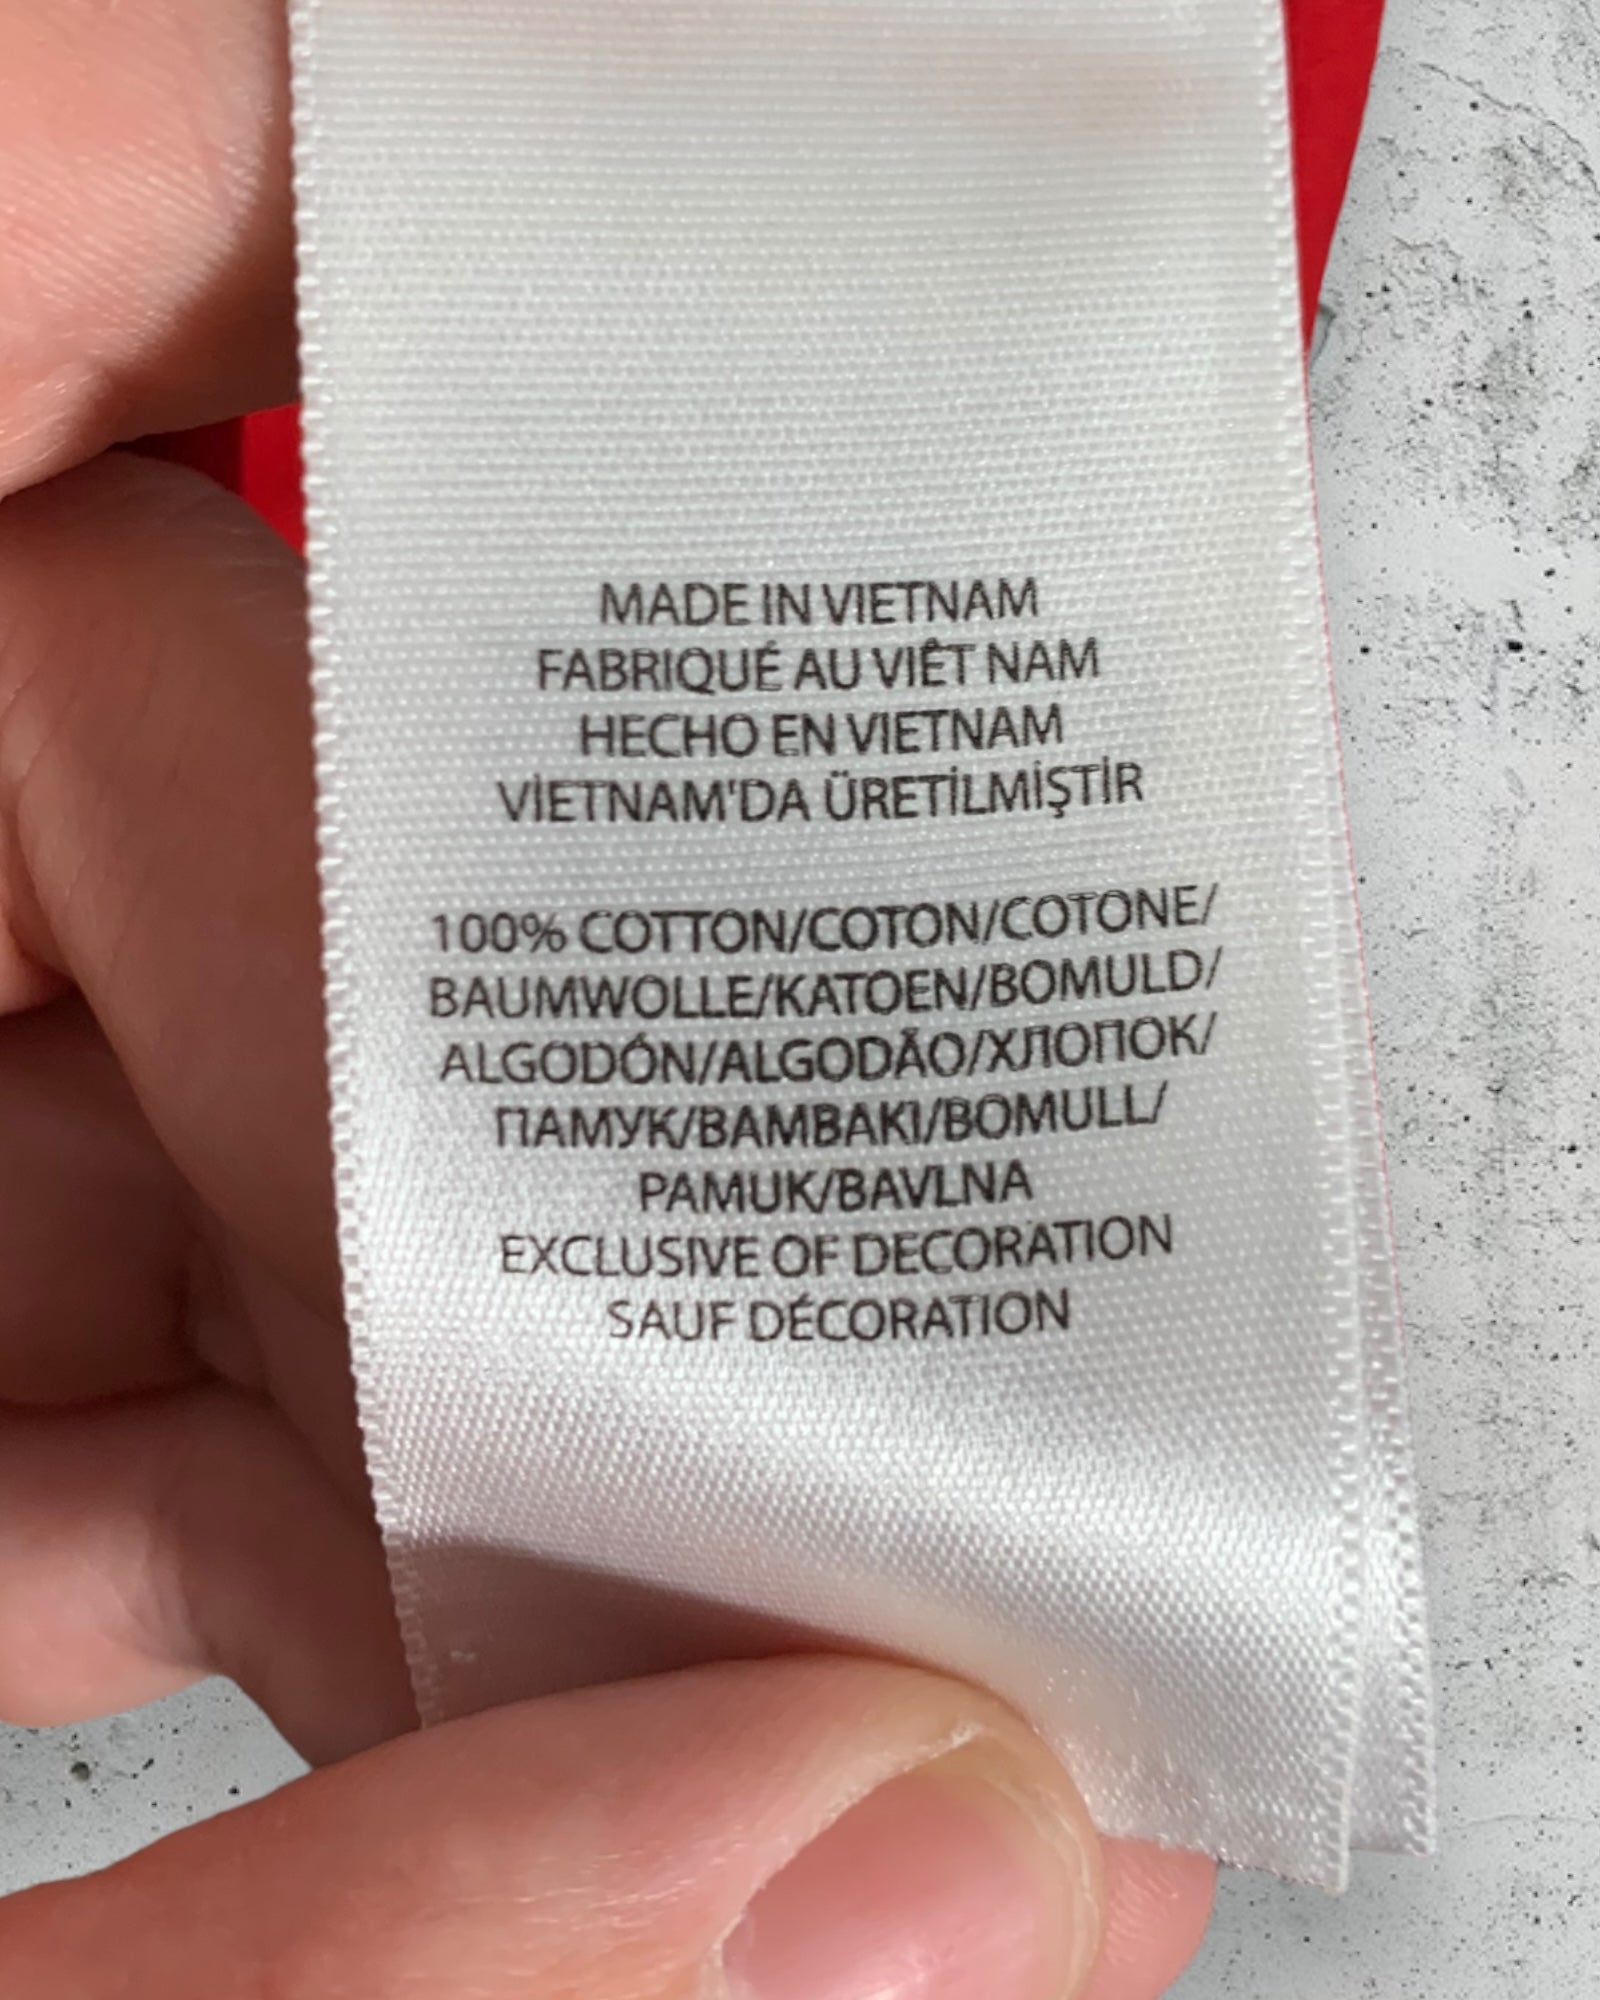 MADE IN VIETNAM
FABRIQUÉ AU VIÊT NAM
HECHO EN VIETNAM
VİETNAM'DA ÜRETİLMİŞTİR
100% COTTON/COTON/COTONE/
BAUMWOLLE/KATOEN/BOMULD/
ALGODÓN/ALGODÃO/ХЛОПОК/
ПАМУК/BAMBAKI/BOMULL/
PAMUK/BAVLNA
EXCLUSIVE OF DECORATION
SAUF DÉCORATION